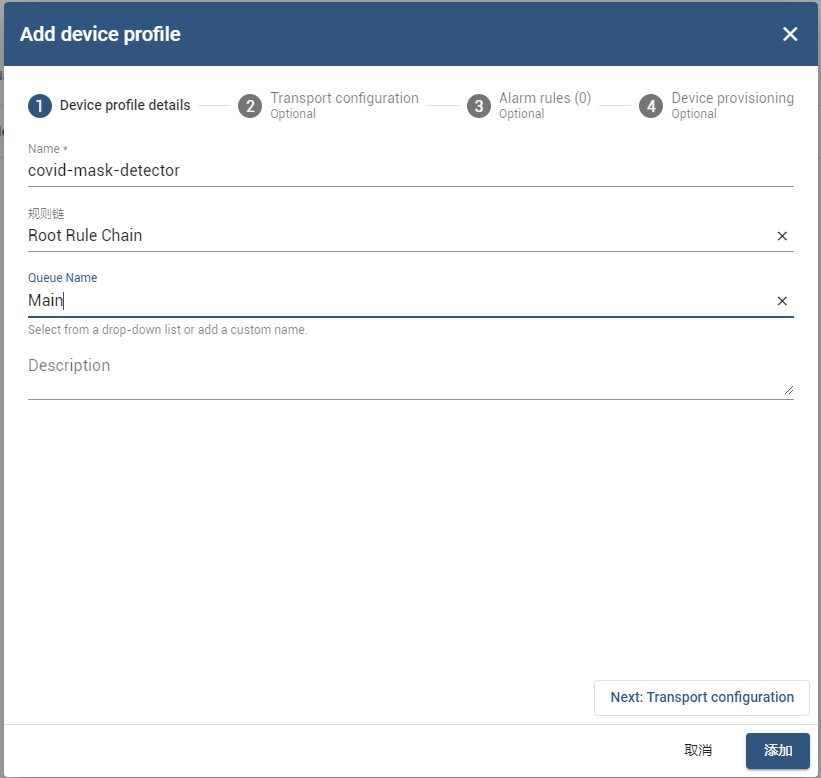 Add device profile
1 Device profile details
2 Transport configuration
Optional
3 Alarm rules (0)
Optional
4 Device provisioning
Optional
Name *
covid-mask-detector
规则链
Root Rule Chain
Queue Name
Main
Select from a drop-down list or add a custom name.
Description
Next: Transport configuration
取消
添加